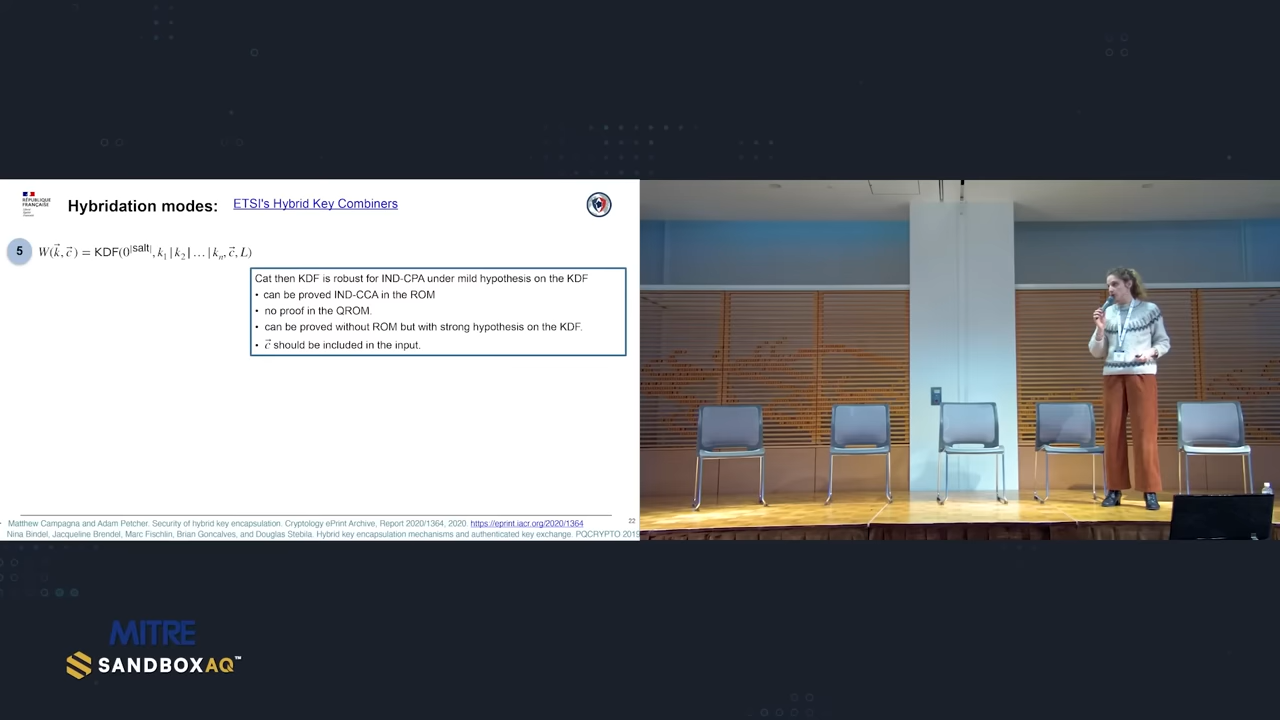 RÉPUBLIQUE
FRANÇAISE
Hybridation modes: ETSI's Hybrid Key Combiners
5 W(k⃗, c⃗) = KDF(0^|salt|, k₁ | k₂ | … | kₙ, c⃗, L)
Cat then KDF is robust for IND-CPA under mild hypothesis on the KDF
• can be proved IND-CCA in the ROM
• no proof in the QROM.
• can be proved without ROM but with strong hypothesis on the KDF.
• c⃗ should be included in the input.
22
Matthew Campagna and Adam Petcher. Security of hybrid key encapsulation. Cryptology ePrint Archive, Report 2020/1364, 2020. https://eprint.iacr.org/2020/1364
Nina Bindel, Jacqueline Brendel, Marc Fischlin, Brian Goncalves, and Douglas Stebila. Hybrid key encapsulation mechanisms and authenticated key exchange. PQCRYPTO 2019
MITRE
SANDBOXAQ™